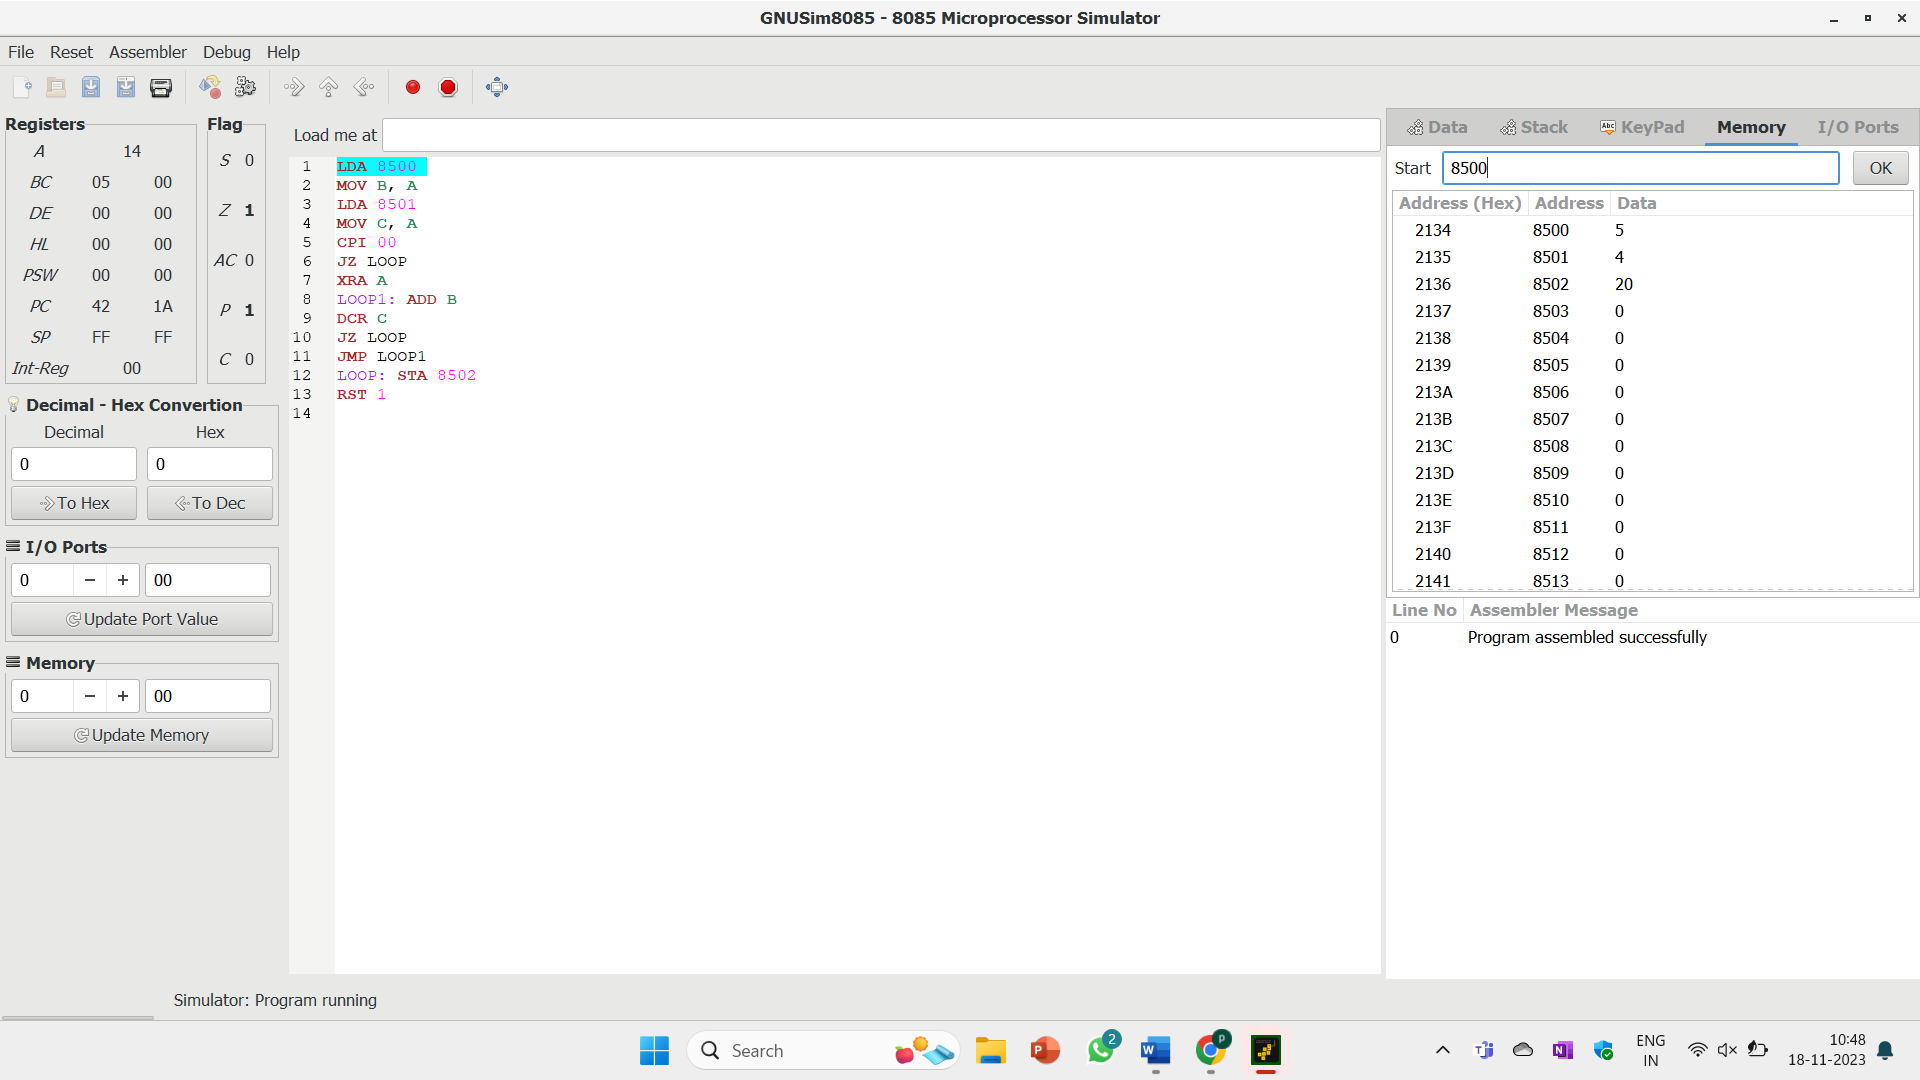 GNUSim8085 - 8085 Microprocessor Simulator
File Reset Assembler Debug Help
Registers
A 14
BC 05 00
DE 00 00
HL 00 00
PSW 00 00
PC 42 1A
SP FF FF
Int-Reg 00
Flag
S 0
Z 1
AC 0
P 1
C 0
Decimal - Hex Convertion
Decimal Hex
0 0
To Hex To Dec
I/O Ports
0 − + 00
Update Port Value
Memory
0 − + 00
Update Memory
Load me at
1 LDA 8500
2 MOV B, A
3 LDA 8501
4 MOV C, A
5 CPI 00
6 JZ LOOP
7 XRA A
8 LOOP1: ADD B
9 DCR C
10 JZ LOOP
11 JMP LOOP1
12 LOOP: STA 8502
13 RST 1
14
Data Stack Abc KeyPad Memory I/O Ports
Start 8500 OK
Address (Hex) Address Data
2134 8500 5
2135 8501 4
2136 8502 20
2137 8503 0
2138 8504 0
2139 8505 0
213A 8506 0
213B 8507 0
213C 8508 0
213D 8509 0
213E 8510 0
213F 8511 0
2140 8512 0
2141 8513 0
Line No Assembler Message
0 Program assembled successfully
Simulator: Program running
Search
P
2
W
P
N
ENG
IN
10:48
18-11-2023